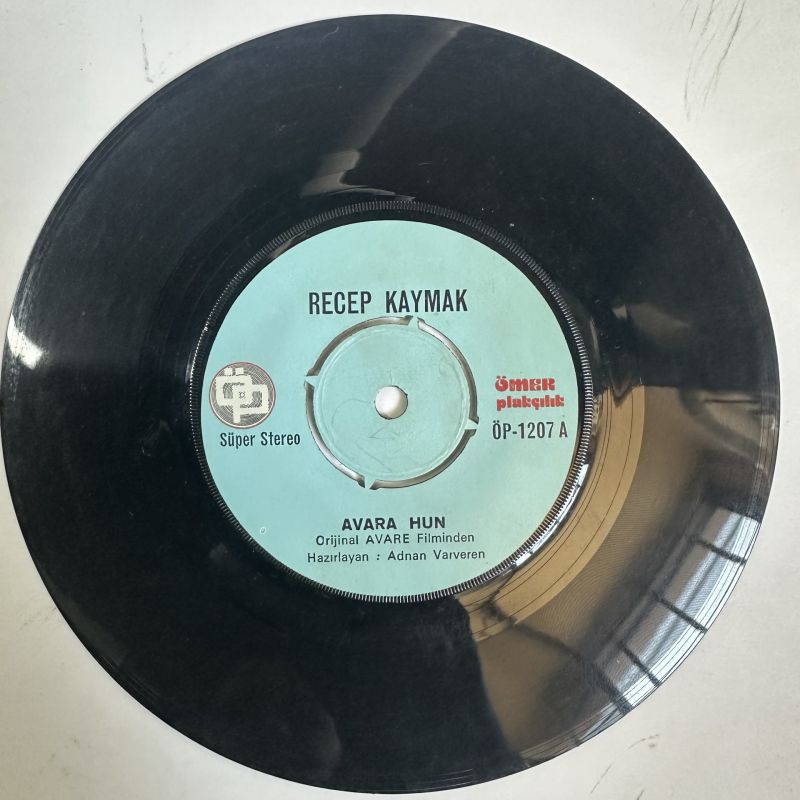 RECEP KAYMAK
ÖP
Süper Stereo
ÖMER
plakçılık
ÖP-1207 A
AVARA HUN
Orijinal AVARE Filminden
Hazırlayan : Adnan Varveren